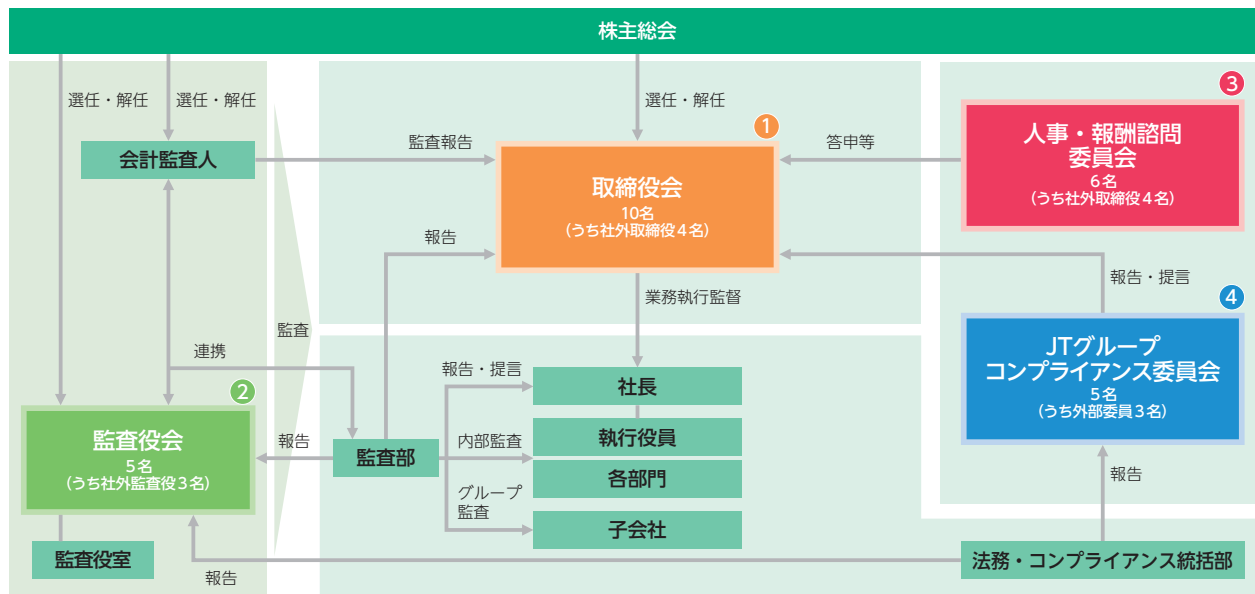 株主総会
選任・解任
選任・解任
選任・解任
会計監査人
監査報告
1
取締役会
10名
(うち社外取締役4名)
答申等
3
人事・報酬諮問
委員会
6名
(うち社外取締役4名)
報告
業務執行監督
報告・提言
監査
連携
4
JTグループ
コンプライアンス委員会
5名
(うち外部委員3名)
2
監査役会
5名
(うち社外監査役3名)
報告
監査部
報告・提言
社長
内部監査
執行役員
各部門
グループ
監査
子会社
報告
監査役室
報告
法務・コンプライアンス統括部